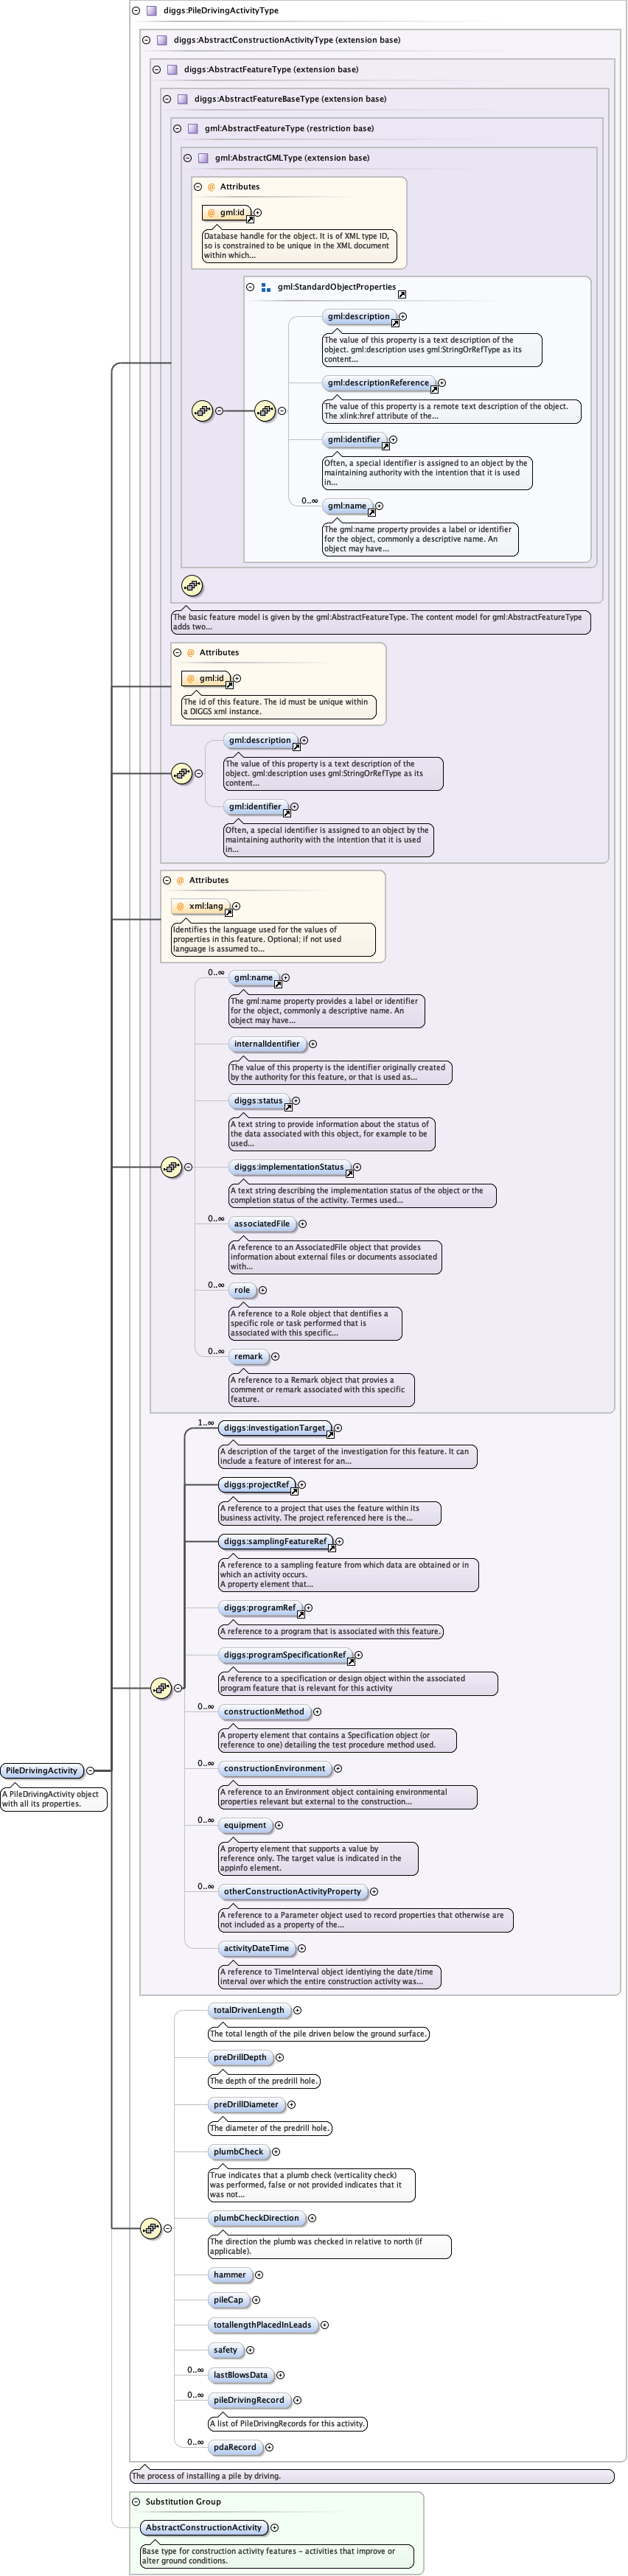 diggs:PileDrivingActivityType
diggs:AbstractConstructionActivityType (extension base)
diggs:AbstractFeatureType (extension base)
diggs:AbstractFeatureBaseType (extension base)
gml:AbstractFeatureType (restriction base)
gml:AbstractGMLType (extension base)
@ Attributes
@ gml:id
Database handle for the object. It is of XML type ID,
so is constrained to be unique in the XML document
within which...
gml:StandardObjectProperties
gml:description
The value of this property is a text description of the
object. gml:description uses gml:StringOrRefType as its
content...
gml:descriptionReference
The value of this property is a remote text description of the object.
The xlink:href attribute of the...
gml:identifier
Often, a special identifier is assigned to an object by the
maintaining authority with the intention that it is used
in...
0..∞
gml:name
The gml:name property provides a label or identifier
for the object, commonly a descriptive name. An
object may have...
The basic feature model is given by the gml:AbstractFeatureType. The content model for gml:AbstractFeatureType
adds two...
@ Attributes
@ gml:id
The id of this feature. The id must be unique within
a DIGGS xml instance.
gml:description
The value of this property is a text description of the
object. gml:description uses gml:StringOrRefType as its
content...
gml:identifier
Often, a special identifier is assigned to an object by the
maintaining authority with the intention that it is used
in...
@ Attributes
@ xml:lang
Identifies the language used for the values of
properties in this feature. Optional; if not used
language is assumed to...
0..∞
gml:name
The gml:name property provides a label or identifier
for the object, commonly a descriptive name. An
object may have...
internalIdentifier
The value of this property is the identifier originally created
by the authority for this feature, or that is used as...
diggs:status
A text string to provide information about the status of
the data associated with this object, for example to be
used...
diggs:implementationStatus
A text string describing the implementation status of the object or the
completion status of the activity. Termes used...
0..∞
associatedFile
A reference to an AssociatedFile object that provides
information about external files or documents associated
with...
0..∞
role
A reference to a Role object that dentifies a
specific role or task performed that is
associated with this specific...
0..∞
remark
A reference to a Remark object that provies a
comment or remark associated with this specific
feature.
1..∞
diggs:investigationTarget
A description of the target of the investigation for this feature. It can
include a feature of interest for an...
diggs:projectRef
A reference to a project that uses the feature within its
business activity. The project referenced here is the...
diggs:samplingFeatureRef
A reference to a sampling feature from which data are obtained or in
which an activity occurs.
A property element that...
diggs:programRef
A reference to a program that is associated with this feature.
diggs:programSpecificationRef
A reference to a specification or design object within the associated
program feature that is relevant for this activity
0..∞
constructionMethod
A property element that contains a Specification object (or
reference to one) detailing the test procedure method used.
0..∞
constructionEnvironment
A reference to an Environment object containing environmental
properties relevant but external to the construction...
0..∞
equipment
A property element that supports a value by
reference only. The target value is indicated in the
appinfo element.
0..∞
otherConstructionActivityProperty
A reference to a Parameter object used to record properties that otherwise are
not included as a property of the...
activityDateTime
A reference to TimeInterval object identiying the date/time
interval over which the entire construction activity was...
PileDrivingActivity
A PileDrivingActivity object
with all its properties.
totalDrivenLength
The total length of the pile driven below the ground surface.
preDrillDepth
The depth of the predrill hole.
preDrillDiameter
The diameter of the predrill hole.
plumbCheck
True indicates that a plumb check (verticality check)
was performed, false or not provided indicates that it
was not...
plumbCheckDirection
The direction the plumb was checked in relative to north (if
applicable).
hammer
pileCap
totallengthPlacedInLeads
safety
0..∞
lastBlowsData
0..∞
pileDrivingRecord
A list of PileDrivingRecords for this activity.
0..∞
pdaRecord
The process of installing a pile by driving.
Substitution Group
AbstractConstructionActivity
Base type for construction activity features – activities that improve or
alter ground conditions.